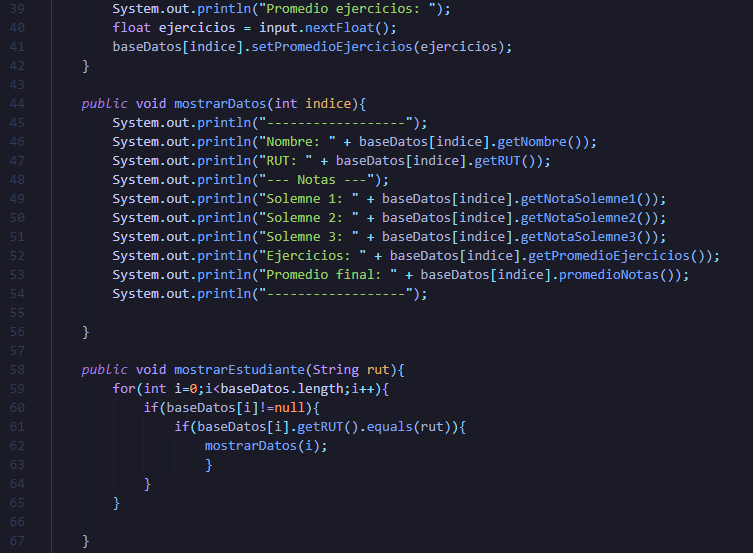 39 System.out.println("Promedio ejercicios: ");
40 float ejercicios = input.nextFloat();
41 baseDatos[indice].setPromedioEjercicios(ejercicios);
42 }
43
44 public void mostrarDatos(int indice){
45 System.out.println("------------------");
46 System.out.println("Nombre: " + baseDatos[indice].getNombre());
47 System.out.println("RUT: " + baseDatos[indice].getRUT());
48 System.out.println("--- Notas ---");
49 System.out.println("Solemne 1: " + baseDatos[indice].getNotaSolemne1());
50 System.out.println("Solemne 2: " + baseDatos[indice].getNotaSolemne2());
51 System.out.println("Solemne 3: " + baseDatos[indice].getNotaSolemne3());
52 System.out.println("Ejercicios: " + baseDatos[indice].getPromedioEjercicios());
53 System.out.println("Promedio final: " + baseDatos[indice].promedioNotas());
54 System.out.println("------------------");
55
56 }
57
58 public void mostrarEstudiante(String rut){
59 for(int i=0;i<baseDatos.length;i++){
60 if(baseDatos[i]!=null){
61 if(baseDatos[i].getRUT().equals(rut)){
62 mostrarDatos(i);
63 }
64 }
65 }
66
67 }